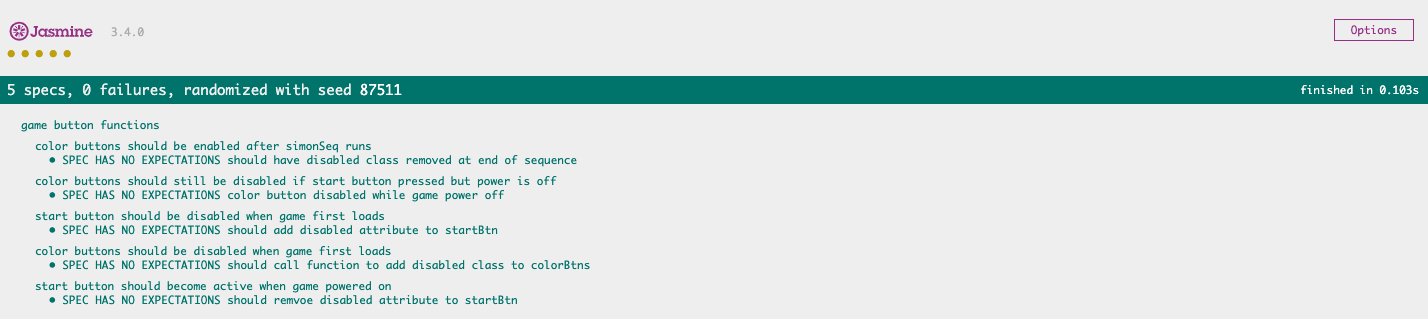 Jasmine 3.4.0 Options
5 specs, 0 failures, randomized with seed 87511 finished in 0.103s
game button functions
color buttons should be enabled after simonSeq runs
• SPEC HAS NO EXPECTATIONS should have disabled class removed at end of sequence
color buttons should still be disabled if start button pressed but power is off
• SPEC HAS NO EXPECTATIONS color button disabled while game power off
start button should be disabled when game first loads
• SPEC HAS NO EXPECTATIONS should add disabled attribute to startBtn
color buttons should be disabled when game first loads
• SPEC HAS NO EXPECTATIONS should call function to add disabled class to colorBtns
start button should become active when game powered on
• SPEC HAS NO EXPECTATIONS should remvoe disabled attribute to startBtn